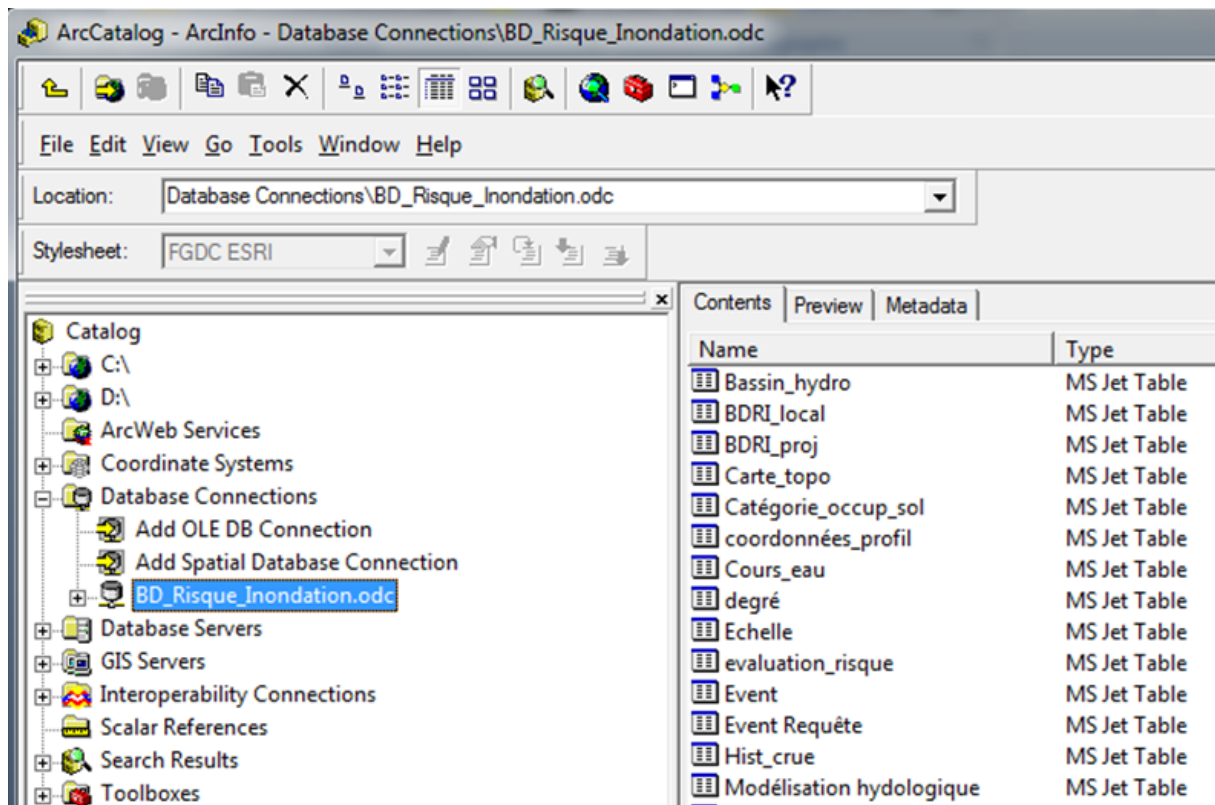 ArcCatalog - ArcInfo - Database Connections\BD_Risque_Inondation.odc
File Edit View Go Tools Window Help
Location: Database Connections\BD_Risque_Inondation.odc
Stylesheet: FGDC ESRI
Catalog
C:\
D:\
ArcWeb Services
Coordinate Systems
Database Connections
Add OLE DB Connection
Add Spatial Database Connection
BD_Risque_Inondation.odc
Database Servers
GIS Servers
Interoperability Connections
Scalar References
Search Results
Toolboxes
Contents Preview Metadata
Name Type
Bassin_hydro MS Jet Table
BDRI_local MS Jet Table
BDRI_proj MS Jet Table
Carte_topo MS Jet Table
Catégorie_occup_sol MS Jet Table
coordonnées_profil MS Jet Table
Cours_eau MS Jet Table
degré MS Jet Table
Echelle MS Jet Table
evaluation_risque MS Jet Table
Event MS Jet Table
Event Requête MS Jet Table
Hist_crue MS Jet Table
Modélisation hydologique MS Jet Table